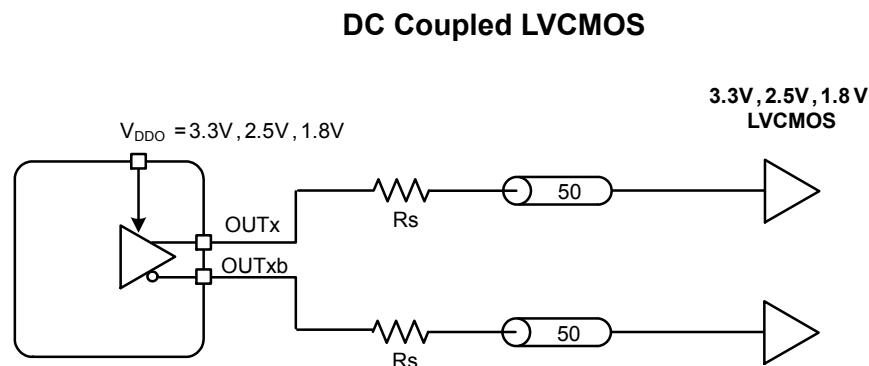 DC Coupled LVCMOS
3.3V, 2.5V, 1.8 V
LVCMOS
VDDO = 3.3V, 2.5V, 1.8V
OUTx
Rs
50
OUTxb
Rs
50